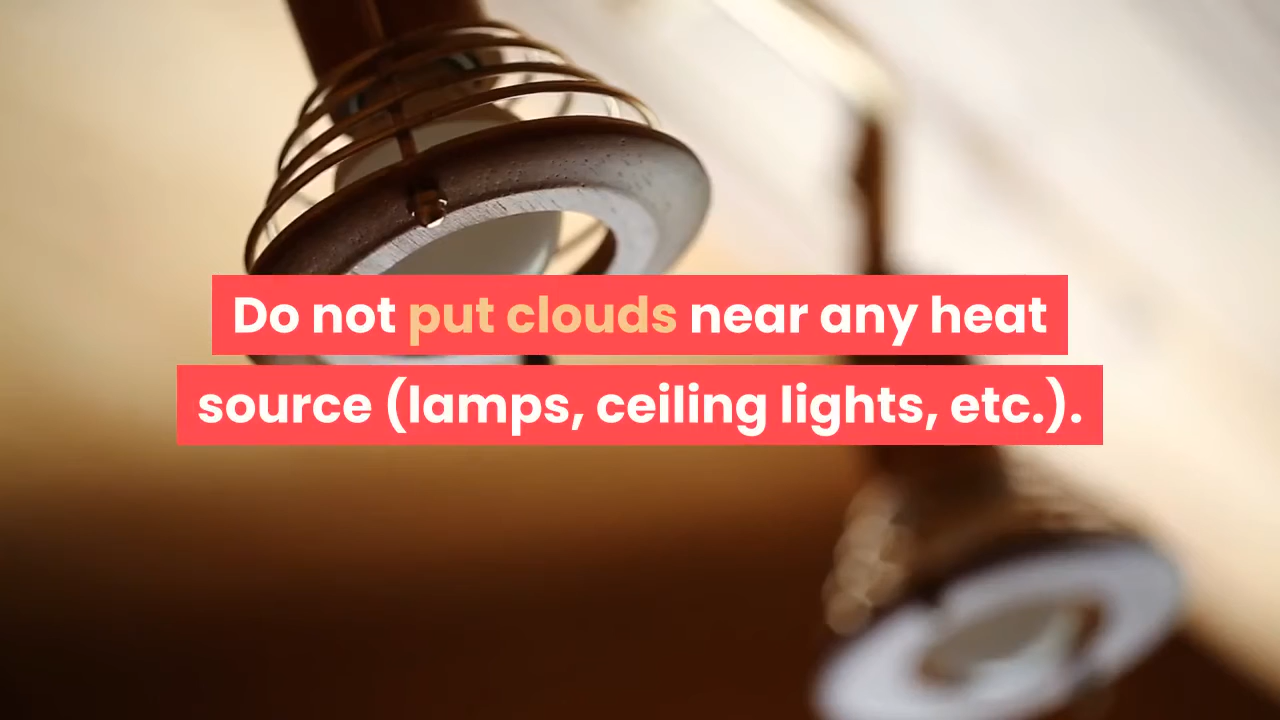 Do not put clouds near any heat
source (lamps, ceiling lights, etc.).